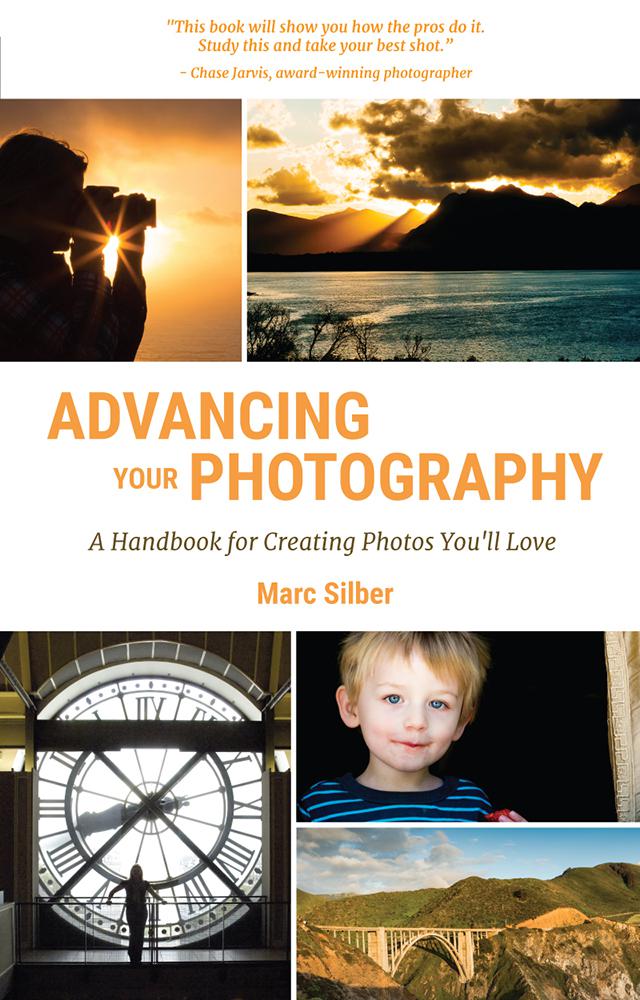 "This book will show you how the pros do it.
Study this and take your best shot.”
- Chase Jarvis, award-winning photographer
ADVANCING
YOUR PHOTOGRAPHY
A Handbook for Creating Photos You'll Love
Marc Silber